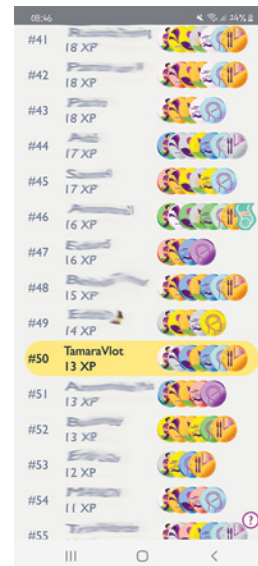 08:46 24%
#41
18 XP
#42
18 XP
#43
18 XP
#44
17 XP
#45
17 XP
#46
16 XP
#47
16 XP
#48
15 XP
#49
14 XP
#50 TamaraVlot
13 XP
#51
13 XP
#52
13 XP
#53
12 XP
#54
11 XP
?
#55